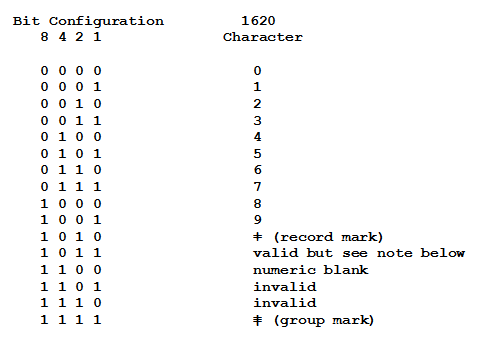 Bit Configuration 1620
8 4 2 1 Character
0 0 0 0 0
0 0 0 1 1
0 0 1 0 2
0 0 1 1 3
0 1 0 0 4
0 1 0 1 5
0 1 1 0 6
0 1 1 1 7
1 0 0 0 8
1 0 0 1 9
1 0 1 0 ǂ (record mark)
1 0 1 1 valid but see note below
1 1 0 0 numeric blank
1 1 0 1 invalid
1 1 1 0 invalid
1 1 1 1 ⯒ (group mark)